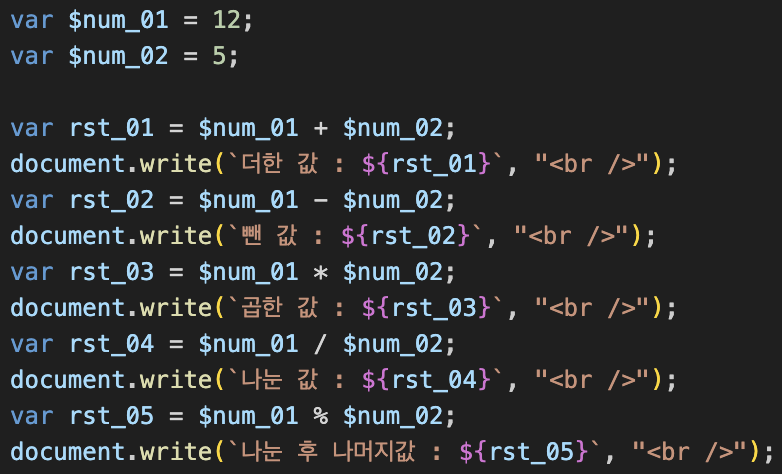 var $num_01 = 12;
var $num_02 = 5;
var rst_01 = $num_01 + $num_02;
document.write(`더한 값 : ${rst_01}`, "<br />");
var rst_02 = $num_01 - $num_02;
document.write(`뺀 값 : ${rst_02}`, "<br />");
var rst_03 = $num_01 * $num_02;
document.write(`곱한 값 : ${rst_03}`, "<br />");
var rst_04 = $num_01 / $num_02;
document.write(`나눈 값 : ${rst_04}`, "<br />");
var rst_05 = $num_01 % $num_02;
document.write(`나눈 후 나머지값 : ${rst_05}`, "<br />");